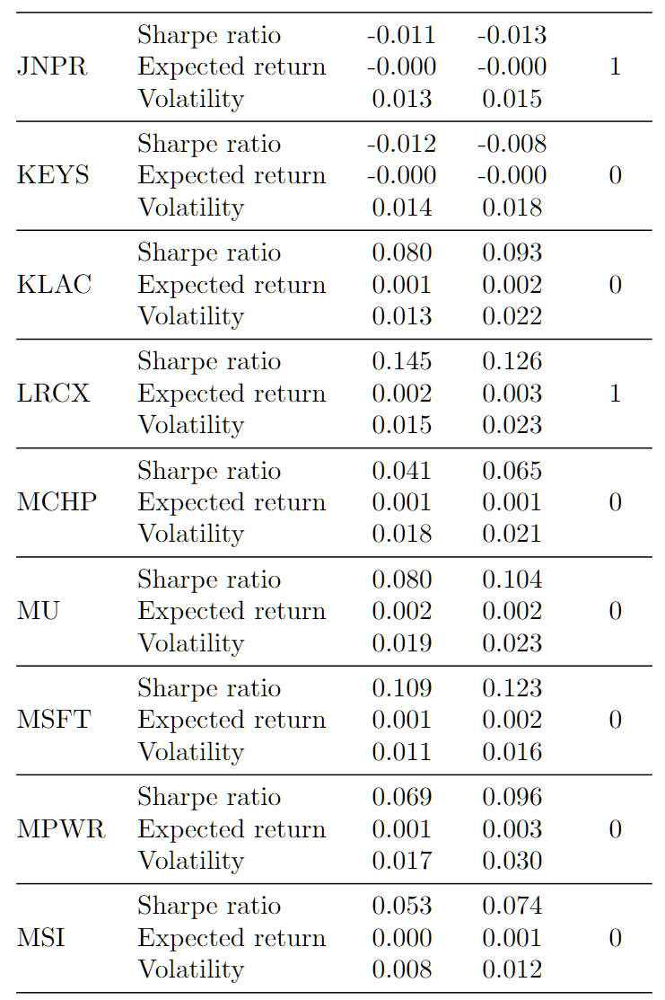 Sharpe ratio -0.011 -0.013
JNPR Expected return -0.000 -0.000 1
Volatility 0.013 0.015
Sharpe ratio -0.012 -0.008
KEYS Expected return -0.000 -0.000 0
Volatility 0.014 0.018
Sharpe ratio 0.080 0.093
KLAC Expected return 0.001 0.002 0
Volatility 0.013 0.022
Sharpe ratio 0.145 0.126
LRCX Expected return 0.002 0.003 1
Volatility 0.015 0.023
Sharpe ratio 0.041 0.065
MCHP Expected return 0.001 0.001 0
Volatility 0.018 0.021
Sharpe ratio 0.080 0.104
MU Expected return 0.002 0.002 0
Volatility 0.019 0.023
Sharpe ratio 0.109 0.123
MSFT Expected return 0.001 0.002 0
Volatility 0.011 0.016
Sharpe ratio 0.069 0.096
MPWR Expected return 0.001 0.003 0
Volatility 0.017 0.030
Sharpe ratio 0.053 0.074
MSI Expected return 0.000 0.001 0
Volatility 0.008 0.012